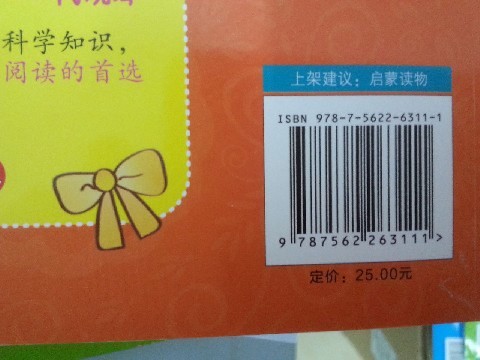 科学知识，
阅读的首选
上架建议：启蒙读物
ISBN 978-7-5622-6311-1
9 787562 263111 >
定价：25.00元